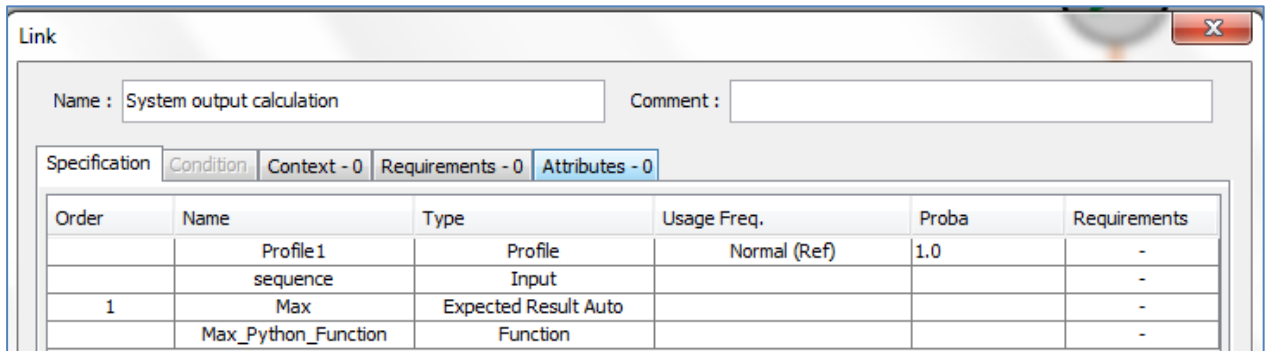 Link
Name : System output calculation Comment :
Specification Condition Context - 0 Requirements - 0 Attributes - 0
Order Name Type Usage Freq. Proba Requirements
Profile1 Profile Normal (Ref) 1.0 -
sequence Input -
1 Max Expected Result Auto -
Max_Python_Function Function -